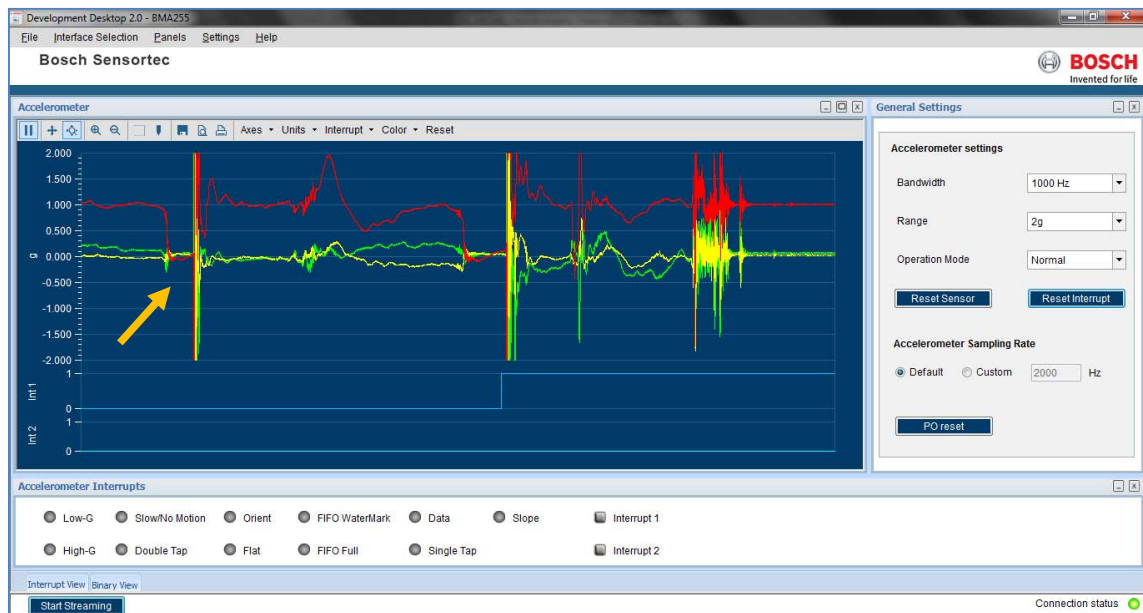 Development Desktop 2.0 - BMA255
File Interface Selection Panels Settings Help
Bosch Sensortec
BOSCH
Invented for life
Accelerometer
General Settings
Axes Units Interrupt Color Reset
2.000
1.500
1.000
0.500
0.000
-0.500
-1.000
-1.500
-2.000
g
1
0
Int 1
1
0
Int 2
Accelerometer settings
Bandwidth 1000 Hz
Range 2g
Operation Mode Normal
Reset Sensor Reset Interrupt
Accelerometer Sampling Rate
Default Custom 2000 Hz
PO reset
Accelerometer Interrupts
Low-G Slow/No Motion Orient FIFO WaterMark Data Slope Interrupt 1
High-G Double Tap Flat FIFO Full Single Tap Interrupt 2
Interrupt View Binary View
Start Streaming
Connection status